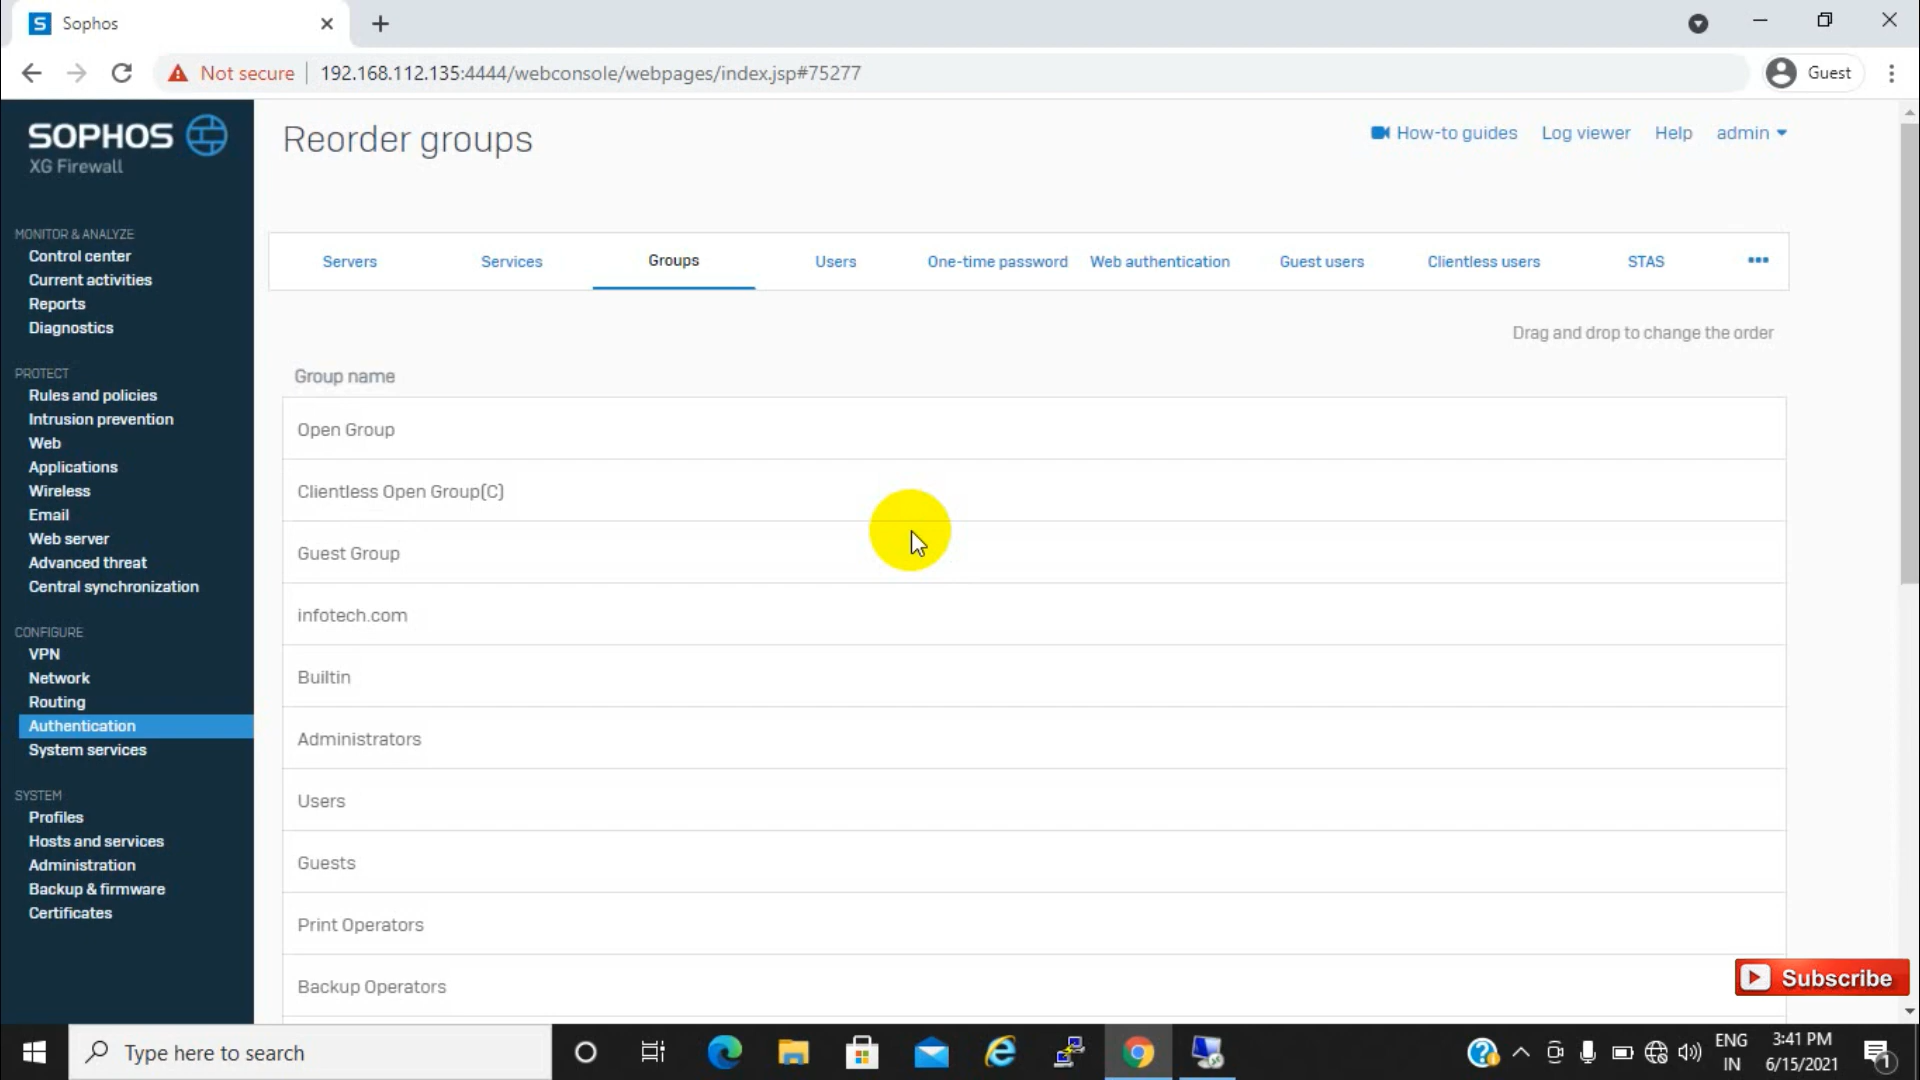 Sophos
Not secure
192.168.112.135:4444/webconsole/webpages/index.jsp#75277
Guest
SOPHOS
XG Firewall
Reorder groups
How-to guides
Log viewer
Help
admin
MONITOR & ANALYZE
Control center
Current activities
Reports
Diagnostics
PROTECT
Rules and policies
Intrusion prevention
Web
Applications
Wireless
Email
Web server
Advanced threat
Central synchronization
CONFIGURE
VPN
Network
Routing
Authentication
System services
SYSTEM
Profiles
Hosts and services
Administration
Backup & firmware
Certificates
Servers
Services
Groups
Users
One-time password
Web authentication
Guest users
Clientless users
STAS
Drag and drop to change the order
Group name
Open Group
Clientless Open Group(C)
Guest Group
infotech.com
Builtin
Administrators
Users
Guests
Print Operators
Backup Operators
Subscribe
Type here to search
ENG
IN
3:41 PM
6/15/2021
1